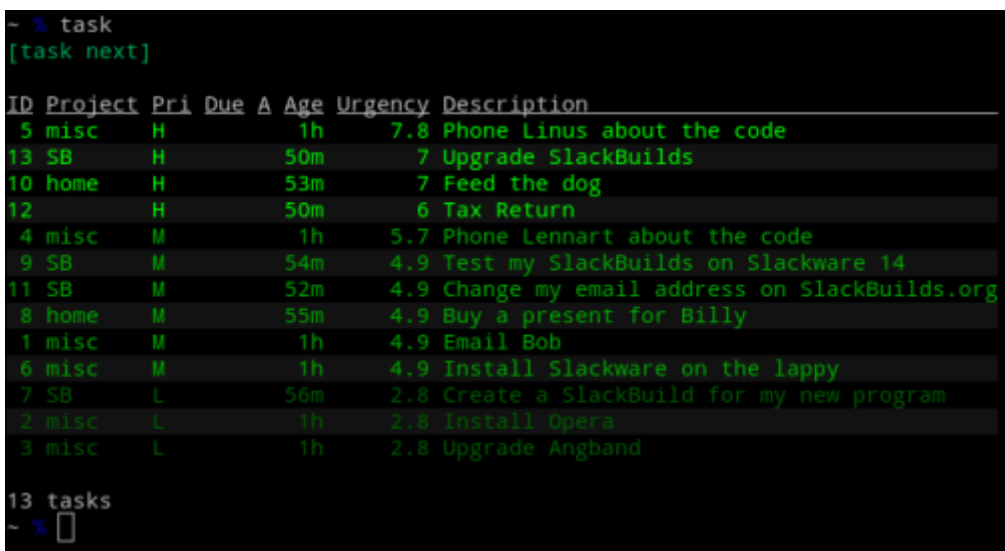 ~ % task
[task next]
ID Project Pri Due A Age Urgency Description
5 misc H 1h 7.8 Phone Linus about the code
13 SB H 50m 7 Upgrade SlackBuilds
10 home H 53m 7 Feed the dog
12 H 50m 6 Tax Return
4 misc M 1h 5.7 Phone Lennart about the code
9 SB M 54m 4.9 Test my SlackBuilds on Slackware 14
11 SB M 52m 4.9 Change my email address on SlackBuilds.org
8 home M 55m 4.9 Buy a present for Billy
1 misc M 1h 4.9 Email Bob
6 misc M 1h 4.9 Install Slackware on the lappy
7 SB L 56m 2.8 Create a SlackBuild for my new program
2 misc L 1h 2.8 Install Opera
3 misc L 1h 2.8 Upgrade Angband
13 tasks
~ %